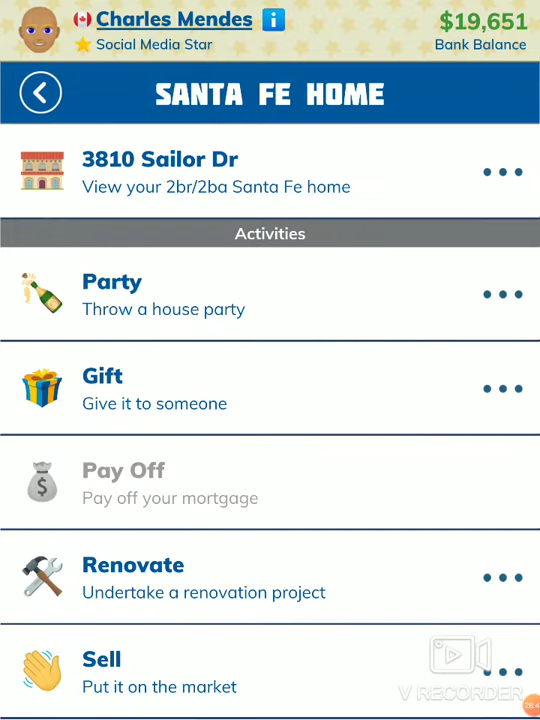 Charles Mendes
$19,651
Social Media Star
Bank Balance
SANTA FE HOME
3810 Sailor Dr
View your 2br/2ba Santa Fe home
Activities
Party
Throw a house party
Gift
Give it to someone
Pay Off
Pay off your mortgage
Renovate
Undertake a renovation project
Sell
Put it on the market
V RECORDER